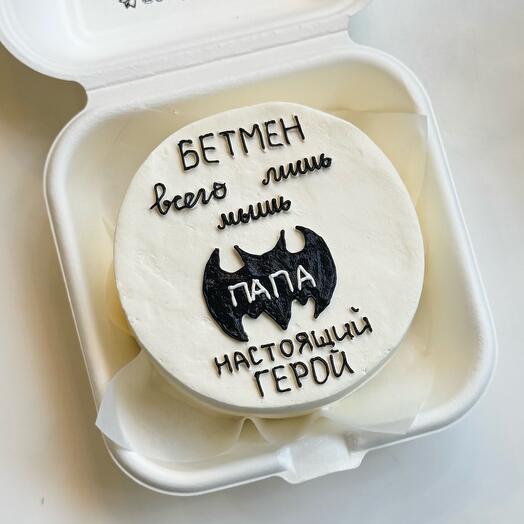 БЕТМЕН
всего лишь
мышь
ПАПА
НАСТОЯЩИЙ
ГЕРОЙ